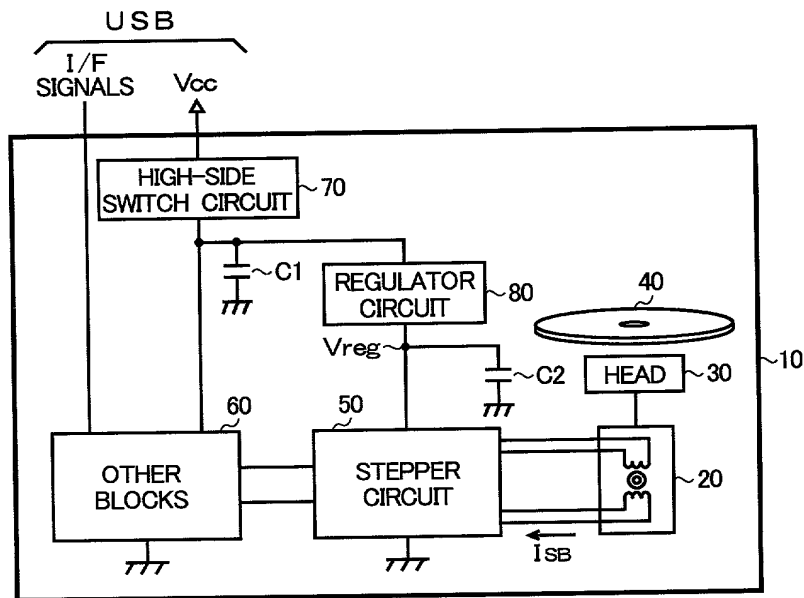 USB
I/F
SIGNALS
Vcc
HIGH-SIDE
SWITCH CIRCUIT
70
C1
REGULATOR
CIRCUIT
80
40
Vreg
C2
HEAD
30
10
60
50
OTHER
BLOCKS
STEPPER
CIRCUIT
20
ISB